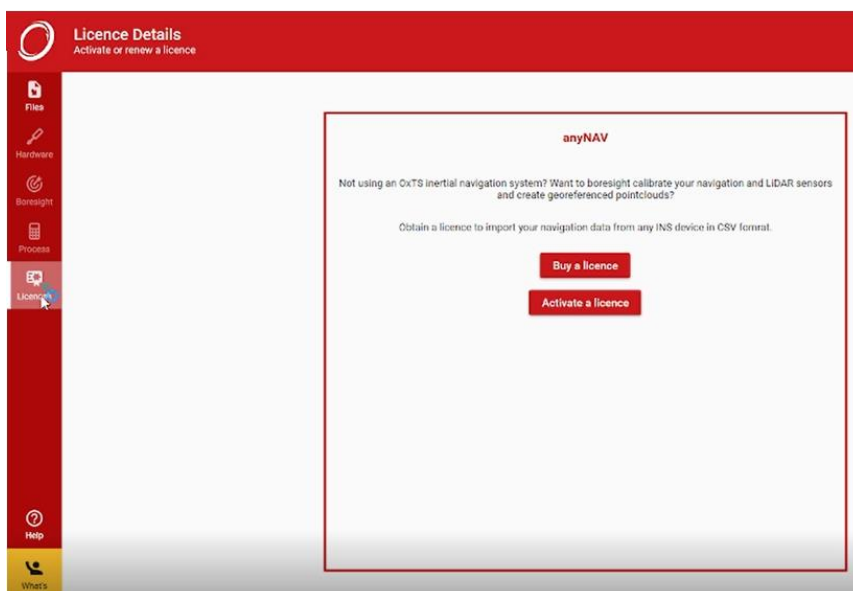 Licence Details
Activate or renew a licence
Files
Hardware
Boresight
Process
anyNAV
Not using an OxTS inertial navigation system? Want to boresight calibrate your navigation and LiDAR sensors
and create georeferenced pointclouds?
Obtain a licence to import your navigation data from any INS device in CSV fomrat.
Buy a licence
Activate a licence
Help
What's